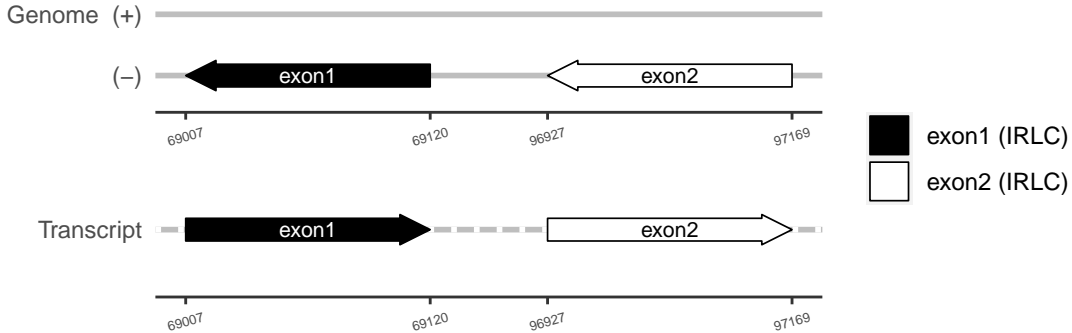 Genome (+)
(−) exon1 exon2
69007 69120 96927 97169
exon1 (IRLC)
exon2 (IRLC)
Transcript exon1 exon2
69007 69120 96927 97169